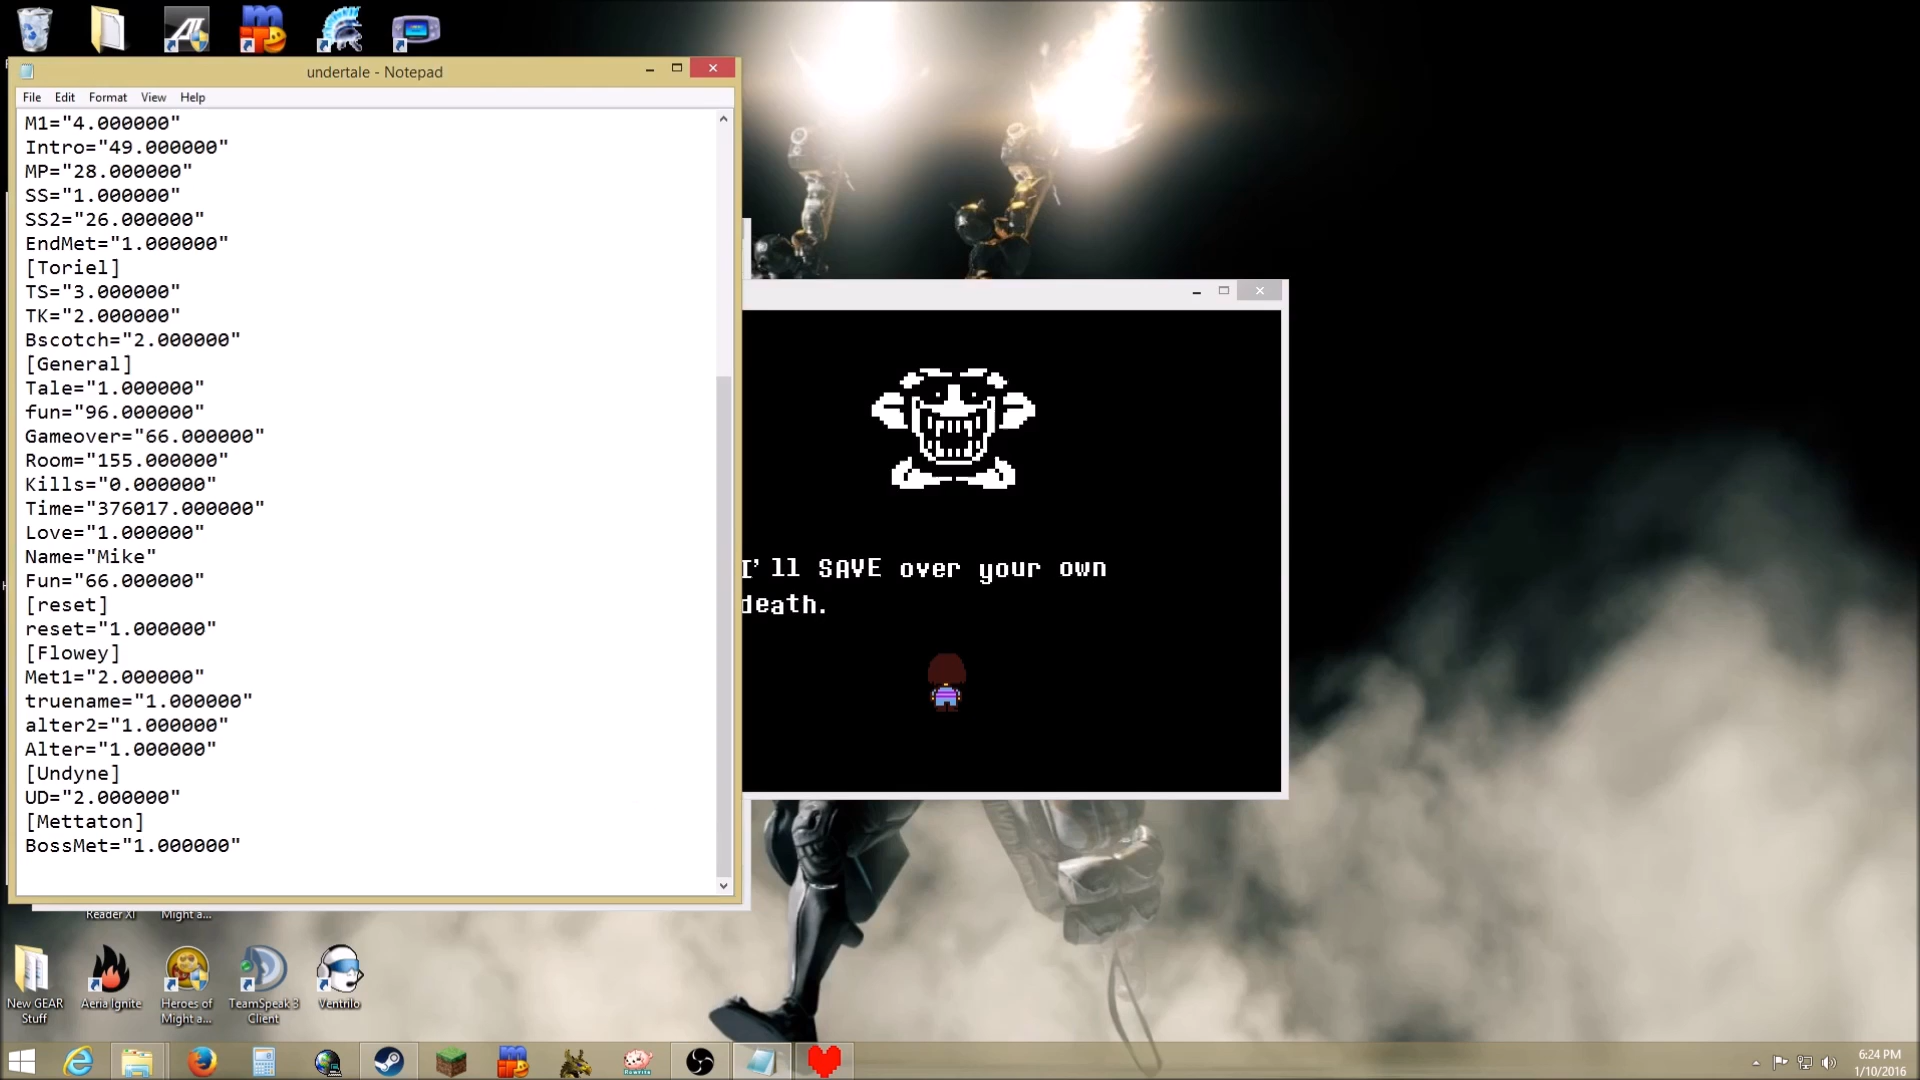 undertale - Notepad
File Edit Format View Help
M1="4.000000"
Intro="49.000000"
MP="28.000000"
SS="1.000000"
SS2="26.000000"
EndMet="1.000000"
[Toriel]
TS="3.000000"
TK="2.000000"
Bscotch="2.000000"
[General]
Tale="1.000000"
fun="96.000000"
Gameover="66.000000"
Room="155.000000"
Kills="0.000000"
Time="376017.000000"
Love="1.000000"
Name="Mike"
Fun="66.000000"
[reset]
reset="1.000000"
[Flowey]
Met1="2.000000"
truename="1.000000"
alter2="1.000000"
Alter="1.000000"
[Undyne]
UD="2.000000"
[Mettaton]
BossMet="1.000000"
I'll SAVE over your own
death.
Reader XI
Might a...
New GEAR
Stuff
Aeria Ignite
Heroes of
Might a...
TeamSpeak 3
Client
Ventrilo
6:24 PM
1/10/2016